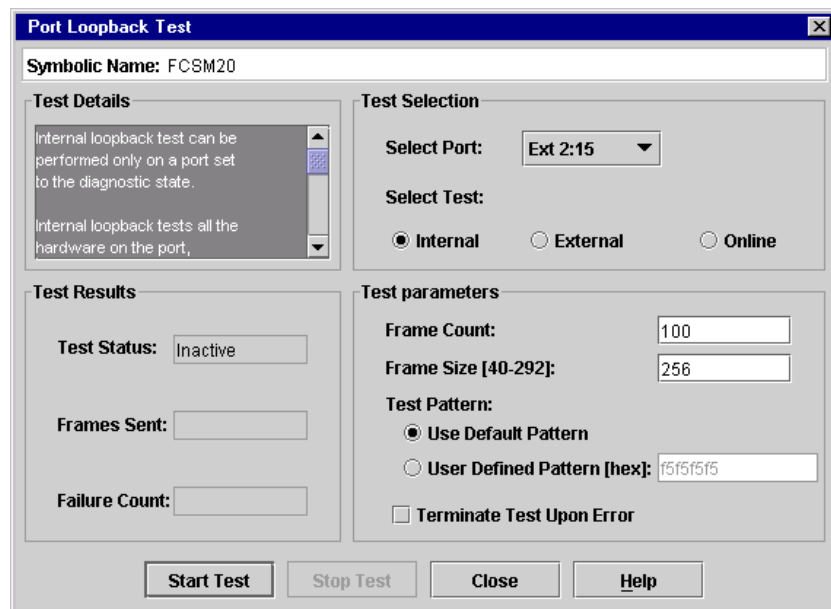 Port Loopback Test
Symbolic Name: FCSM20
Test Details
Internal loopback test can be
performed only on a port set
to the diagnostic state.
Internal loopback tests all the
hardware on the port,
Test Selection
Select Port: Ext 2:15
Select Test:
Internal External Online
Test Results
Test Status: Inactive
Frames Sent:
Failure Count:
Test parameters
Frame Count: 100
Frame Size [40-292]: 256
Test Pattern:
Use Default Pattern
User Defined Pattern [hex]: f5f5f5f5
Terminate Test Upon Error
Start Test Stop Test Close Help